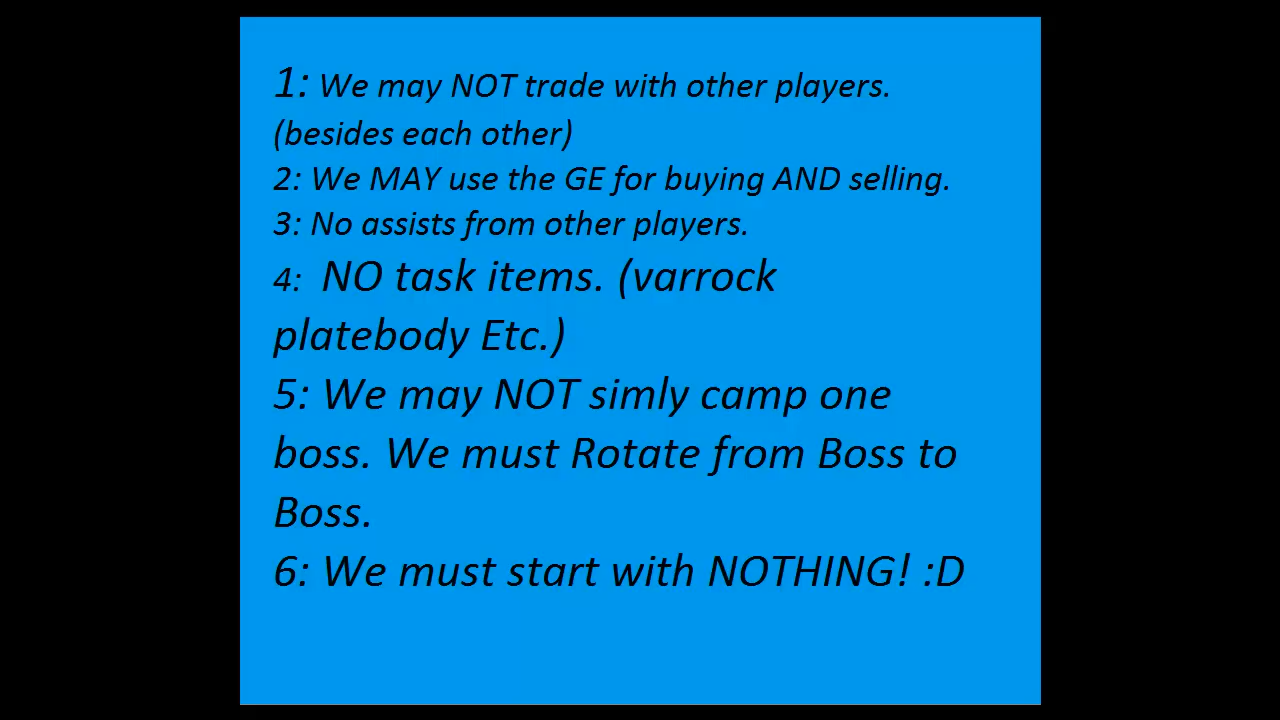 1: We may NOT trade with other players.
(besides each other)
2: We MAY use the GE for buying AND selling.
3: No assists from other players.
4:  NO task items. (varrock
platebody Etc.)
5: We may NOT simly camp one
boss. We must Rotate from Boss to
Boss.
6: We must start with NOTHING! :D